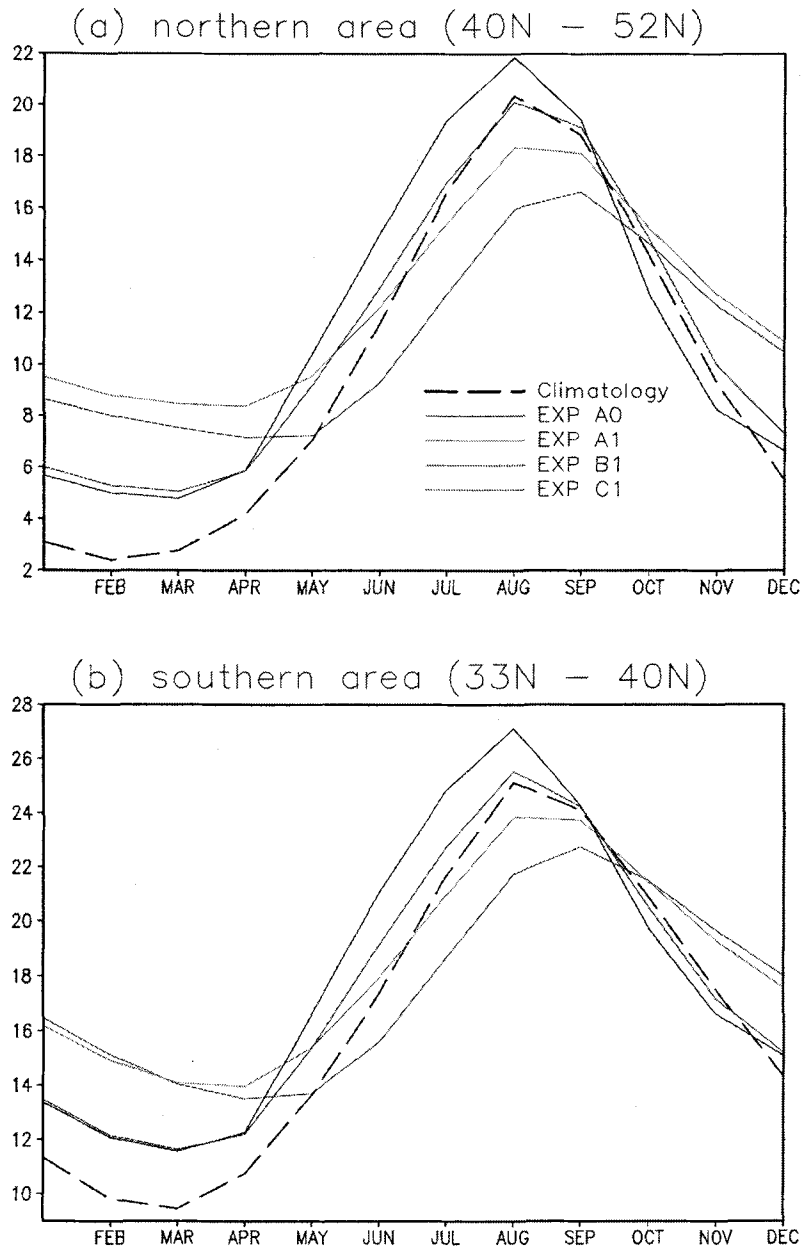 (a) northern area (40N – 52N)
22
20
18
16
14
12
10
8
6
4
2
Climatology
EXP A0
EXP A1
EXP B1
EXP C1
FEB MAR APR MAY JUN JUL AUG SEP OCT NOV DEC
(b) southern area (33N – 40N)
28
26
24
22
20
18
16
14
12
10
FEB MAR APR MAY JUN JUL AUG SEP OCT NOV DEC